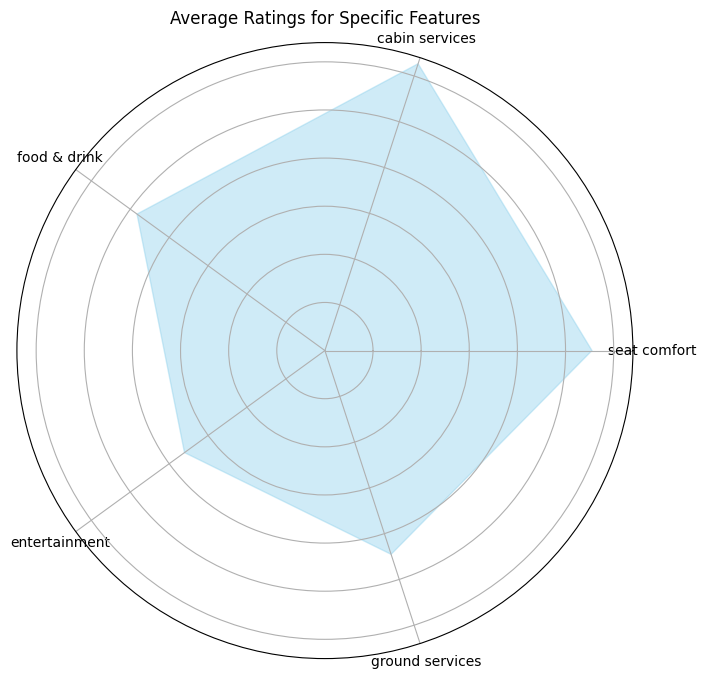 Average Ratings for Specific Features
cabin services
food & drink
seat comfort
entertainment
ground services